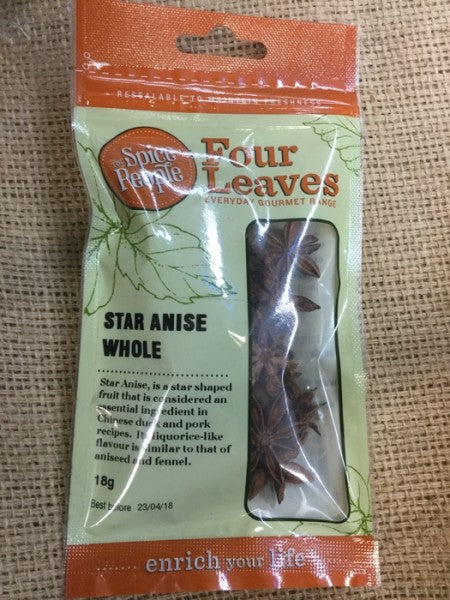 RESEALABLE TO MAINTAIN FRESHNESS
THE
Spice
People
Four
Leaves
EVERYDAY GOURMET RANGE
STAR ANISE
WHOLE
Star Anise, is a star shaped
fruit that is considered an
essential ingredient in
Chinese duck and pork
recipes. Its liquorice-like
flavour is similar to that of
aniseed and fennel.
18g
Best before 23/04/18
enrich your life